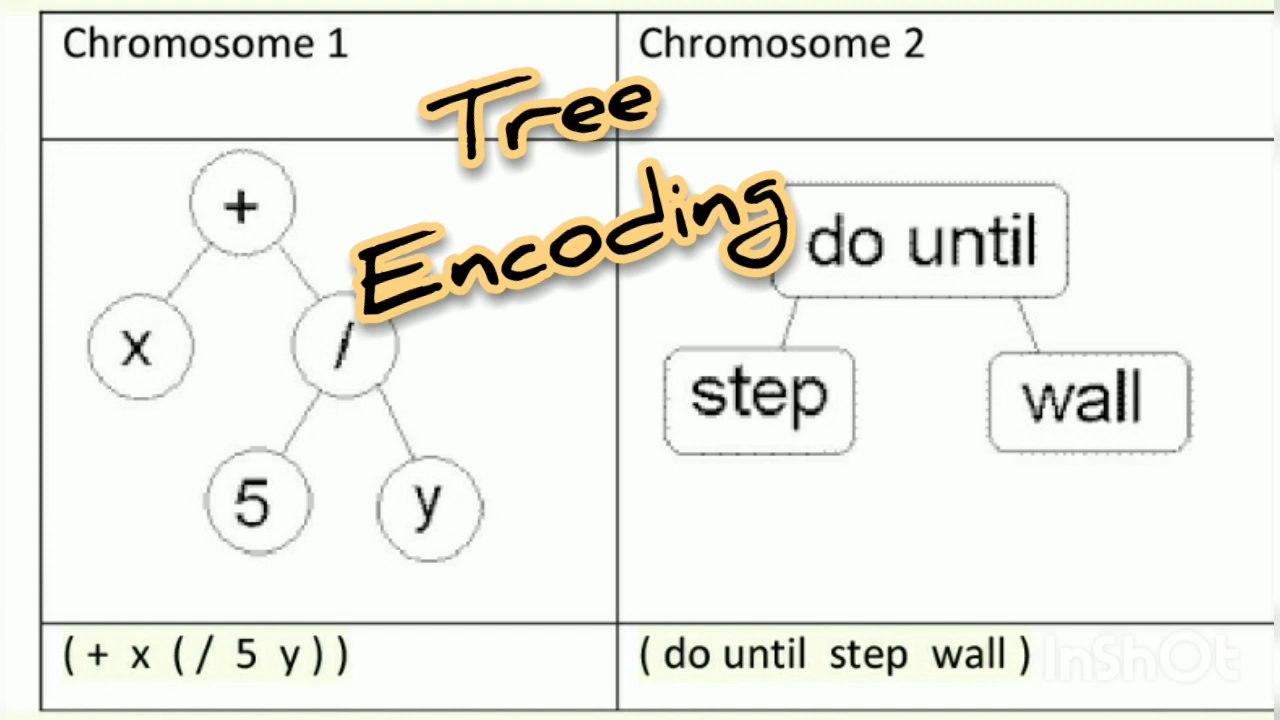 Chromosome 1
Chromosome 2
Tree
Encoding
+
x
/
5
y
do until
step
wall
( + x ( / 5 y ) )
( do until step wall )
InShOt